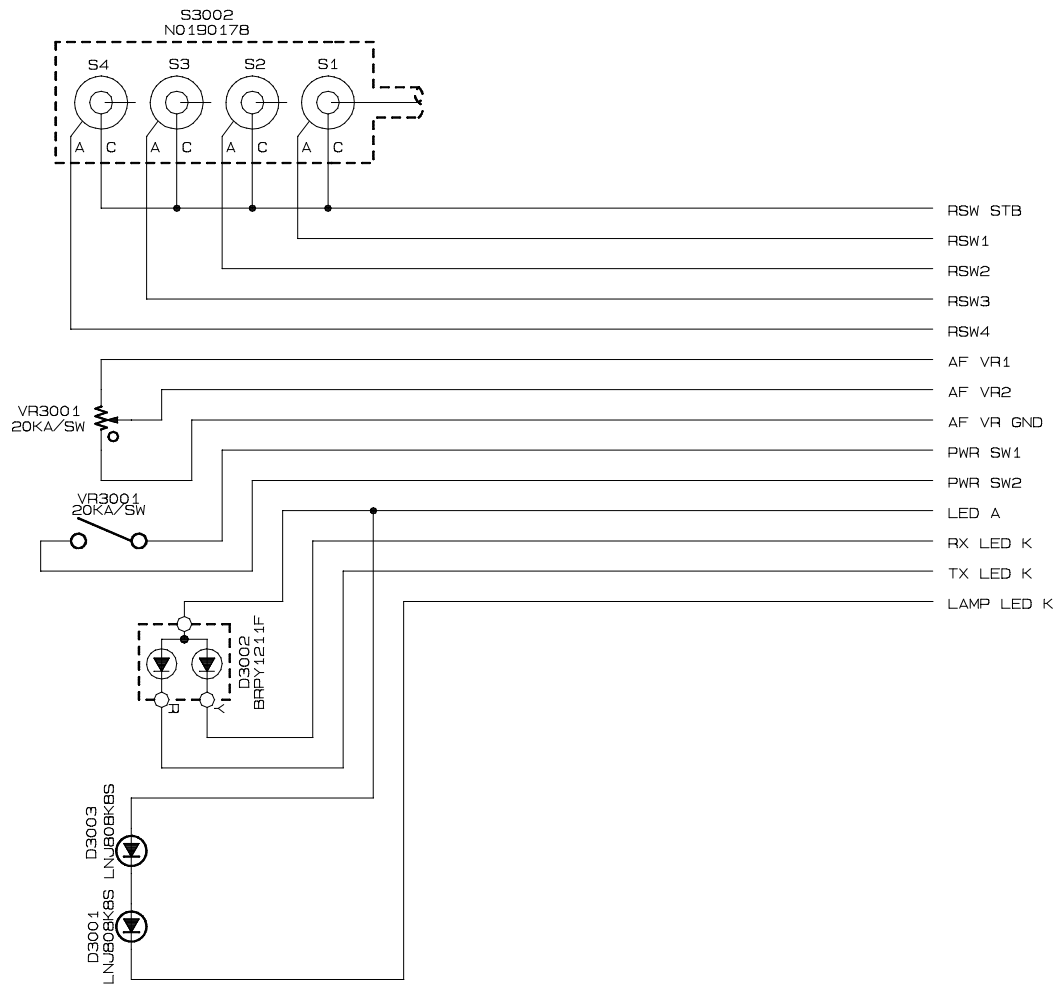 S3002
N0190178
S4 S3 S2 S1
A C A C A C A C
RSW STB
RSW1
RSW2
RSW3
RSW4
AF VR1
AF VR2
VR3001
20KA/SW
AF VR GND
PWR SW1
PWR SW2
VR3001
20KA/SW
LED A
RX LED K
TX LED K
LAMP LED K
D3002
BRPY1211F
R Y
D3003
LNJ808K8S
D3001
LNJ808K8S